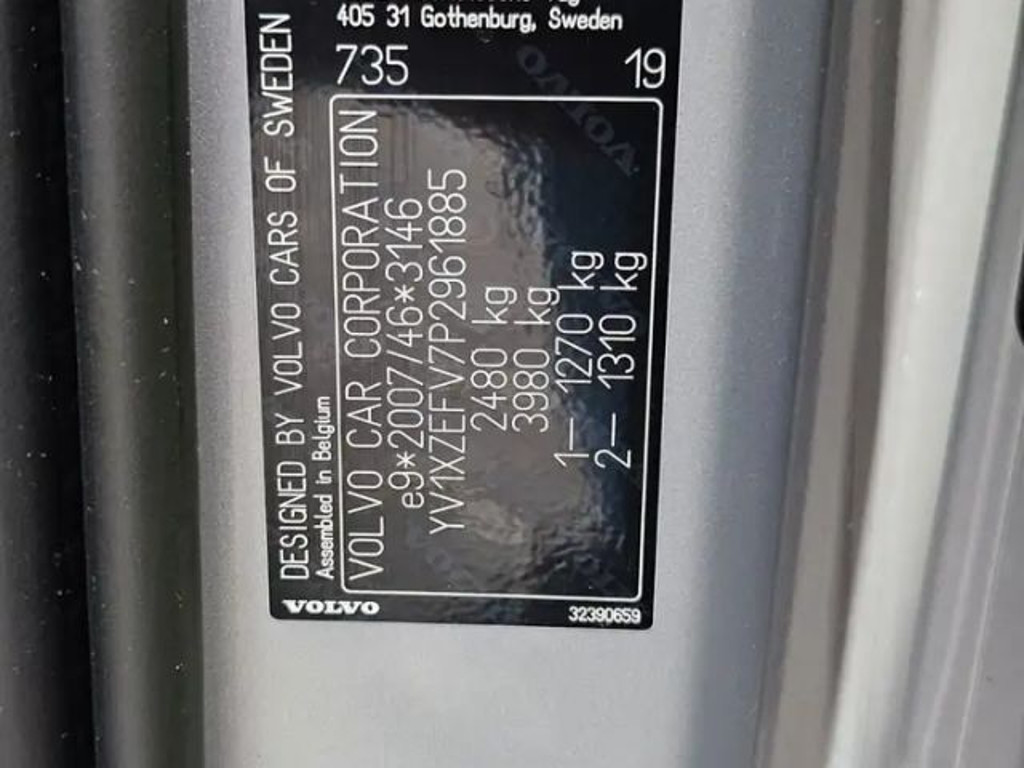 405 31 Gothenburg, Sweden
735
19
DESIGNED BY VOLVO CARS OF SWEDEN
Assembled in Belgium
VOLVO CAR CORPORATION
e9*2007/46*3146
YV1XZEFV7P2961885
2480 kg
3980 kg
1— 1270 kg
2— 1310 kg
VOLVO
32390659